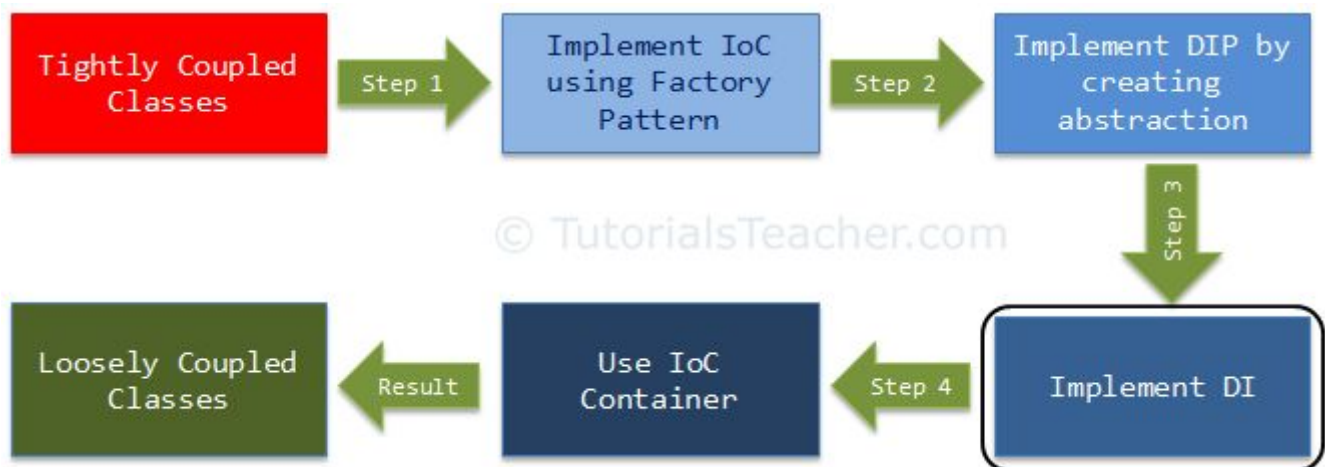 Tightly Coupled
Classes
Step 1
Implement IoC
using Factory
Pattern
Step 2
Implement DIP by
creating
abstraction
Step 3
© TutorialsTeacher.com
Implement DI
Step 4
Use IoC
Container
Result
Loosely Coupled
Classes